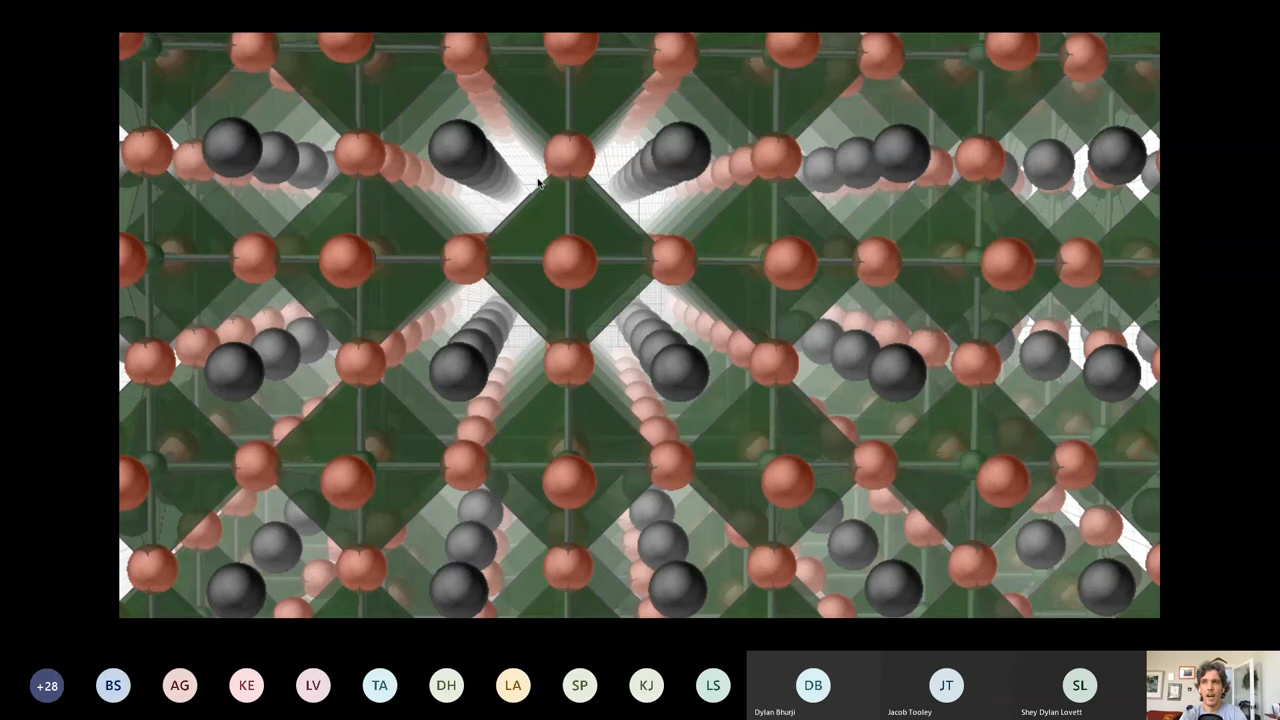 +28
BS
AG
KE
LV
TA
DH
LA
SP
KJ
LS
DB
JT
SL
Dylan Bhurji
Jacob Tooley
Shey Dylan Lovett